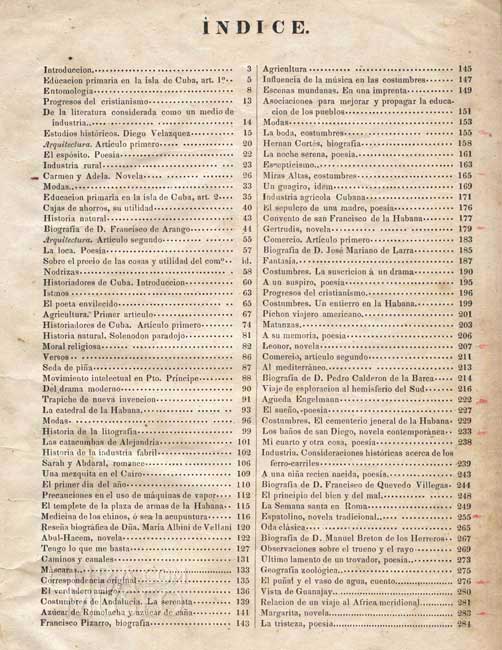 ÍNDICE.
Introduccion. 3
Educacion primaria en la isla de Cuba, art. 1º 5
Entomologia 8
Progresos del cristianismo 13
De la literatura considerada como un medio de
industria. 14
Estudios históricos. Diego Velazquez 15
Arquitectura. Artículo primero 20
El espósito. Poesía 22
Industria rural 23
Carmen y Adela. Novela 26
Modas. 33
Educacion primaria en la isla de Cuba, art. 2º 35
Cajas de ahorros, su utilidad 40
Historia natural 43
Biografía de D. Francisco de Arango 44
Arquitectura. Artículo segundo 55
La loca. Poesía 57
Sobre el precio de las cosas y utilidad del comº id.
Nodrizas 58
Historiadores de Cuba. Introduccion 60
Istmos 63
El poeta envilecido 65
Agricultura. Primer artículo 67
Historiadores de Cuba. Artículo primero 74
Historia natural. Solenodon paradojo 81
Moral religiosa 82
Versos 86
Seda de piña 87
Movimiento intelectual en Pto. Príncipe 88
Del drama moderno 90
Trapiche de nueva invencion 91
La catedral de la Habana 93
Modas 96
Historia de la litografia 99
Las catacumbas de Alejandria 101
Historia de la industria fabril 102
Sarah y Abdaral, romance 106
Una mezquita en el Cairo 109
El primer dia del año 110
Precauciones en el uso de máquinas de vapor 112
El templete de la plaza de armas de la Habana 115
Medicina de los chinos, ó sea la acupuntura 116
Reseña biográfica de Dña. María Albini de Vellani 120
Abul-Hacem, novela 122
Tengo lo que me basta 127
Caminos y canales 131
Máscaras 133
Correspondencia original 135
El verdadero amigo 136
Costumbres de Andalucía. La serenata 139
Azúcar de Remolacha y azúcar de caña 141
Francisco Pizarro, biografía 143
Agricultura 145
Influencia de la música en las costumbres 147
Escenas mundanas. En una imprenta 149
Asociaciones para mejorar y propagar la educacion
de los pueblos 151
Modas 153
La boda, costumbres 155
Hernan Cortés, biografía 158
La noche serena, poesía 161
Escepticismo. 163
Miras Altas, costumbres 165
Un guagiro, idem 169
Industria agrícola Cubana 171
El sepulcro de una madre, poesía 176
Convento de san Francisco de la Habana 177
Gertrudis, novela 179
Comercio. Artículo primero 183
Biografía de D. José Mariano de Larra 185
Fantasía. 187
Costumbres. La suscricion á un drama 190
A un suspiro, poesía 195
Progresos del cristianismo 196
Costumbres. Un entierro en la Habana. 199
Pichon viajero americano. 201
Matanzas. 203
A su memoria, poesía 206
Leonor, novela 207
Comercio, artículo segundo 211
Al mediterráneo 213
Biografía de D. Pedro Calderon de la Barca 214
Viaje de esploracion al hemisferio del Sud 216
Agueda Engelmann 222
El sueño, poesía 227
Costumbres. El cementerio jeneral de la Habana 229
Los baños de san Diego, novela contemporánea 233
Mi cuarto y otra cosa, poesía 238
Industria. Consideraciones históricas acerca de los
ferro-carriles 239
A una niña recien nacida, poesía. 243
Biografía de D. Francisco de Quevedo Villegas 244
El principio del bien y del mal. 248
La Semana santa en Roma 249
Espatolino, novela tradicional. 255
Oda clásica 265
Biografía de D. Manuel Breton de los Herreros 267
Observaciones sobre el trueno y el rayo 269
Ultimo lamento de un trovador, poesía 273
Geografía zoológica. 275
El puñal y el vaso de agua, cuento 276
Vista de Guanajay 280
Relacion de un viaje al Africa meridional 281
Margarita, novela 283
La tristeza, poesía 284